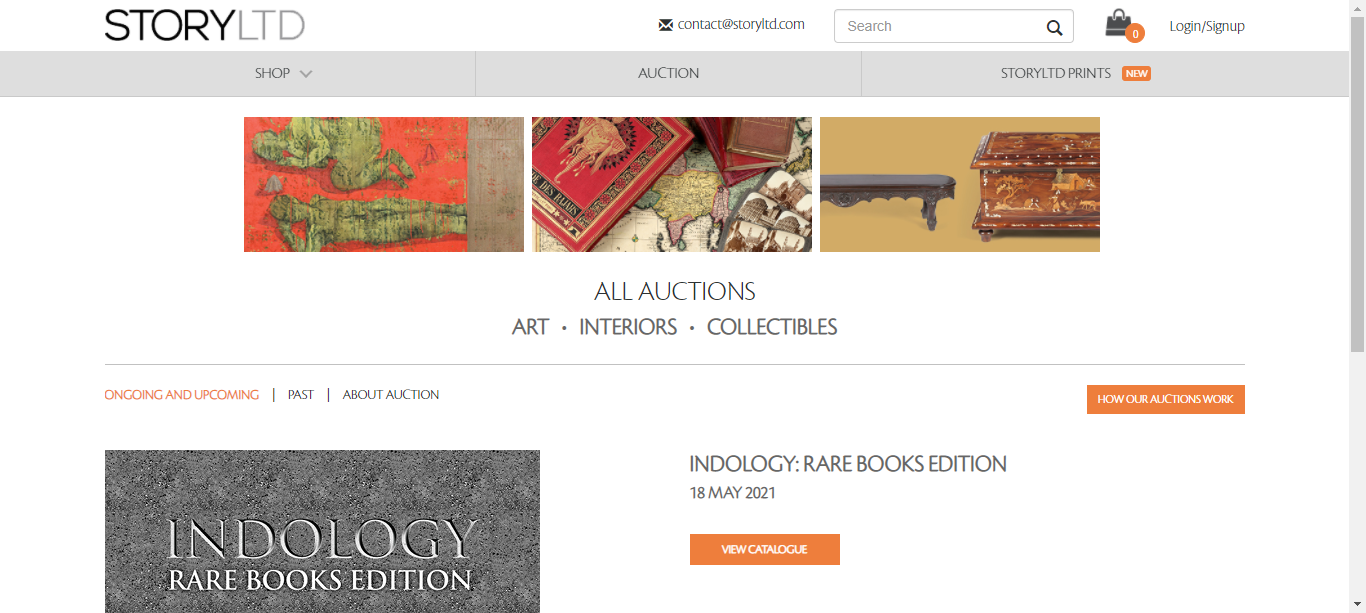 STORYLTD
contact@storyltd.com
Search
0
Login/Signup
SHOP
AUCTION
STORYLTD PRINTS NEW
DES RAJAHS
ALL AUCTIONS
ART • INTERIORS • COLLECTIBLES
ONGOING AND UPCOMING | PAST | ABOUT AUCTION
HOW OUR AUCTIONS WORK
INDOLOGY
RARE BOOKS EDITION
INDOLOGY: RARE BOOKS EDITION
18 MAY 2021
VIEW CATALOGUE